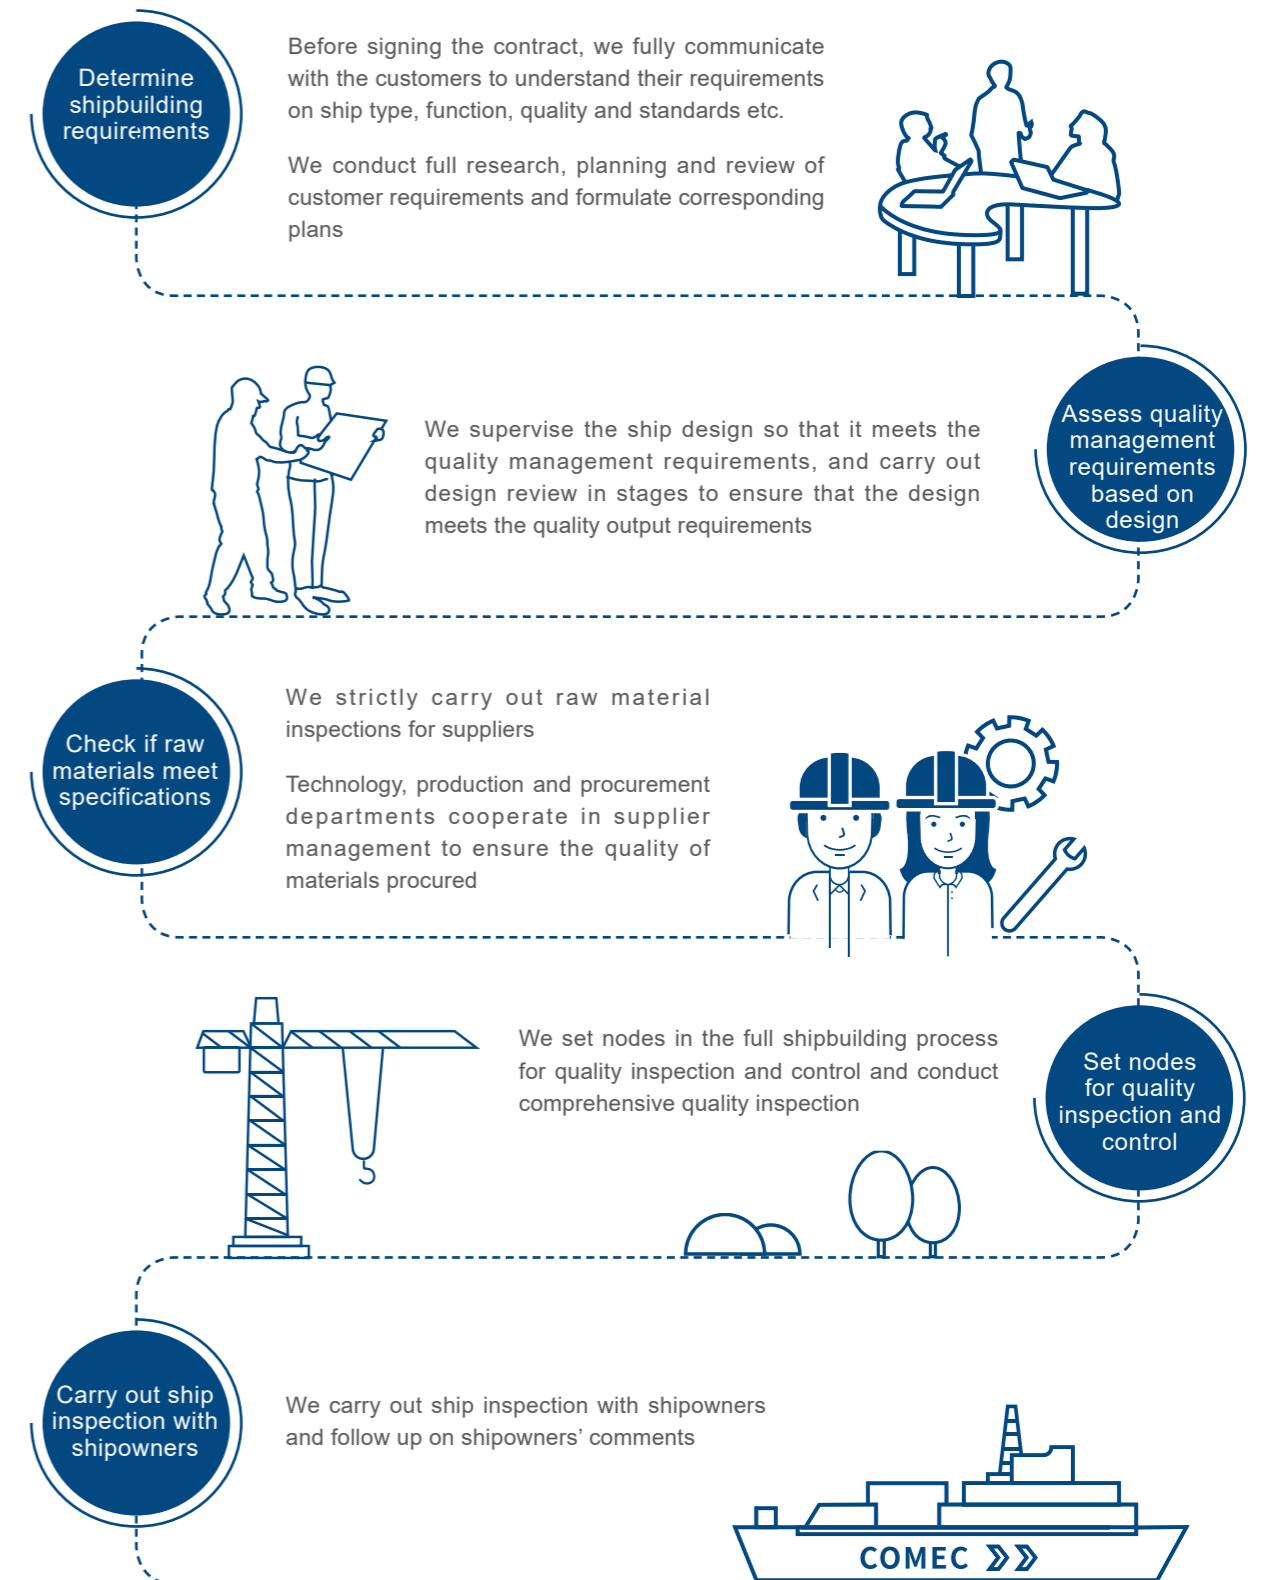 Determine
shipbuilding
requirements
Before signing the contract, we fully communicate
with the customers to understand their requirements
on ship type, function, quality and standards etc.
We conduct full research, planning and review of
customer requirements and formulate corresponding
plans
We supervise the ship design so that it meets the
quality management requirements, and carry out
design review in stages to ensure that the design
meets the quality output requirements
Assess quality
management
requirements
based on
design
Check if raw
materials meet
specifications
We strictly carry out raw material
inspections for suppliers
Technology, production and procurement
departments cooperate in supplier
management to ensure the quality of
materials procured
We set nodes in the full shipbuilding process
for quality inspection and control and conduct
comprehensive quality inspection
Set nodes
for quality
inspection and
control
Carry out ship
inspection with
shipowners
We carry out ship inspection with shipowners
and follow up on shipowners’ comments
COMEC